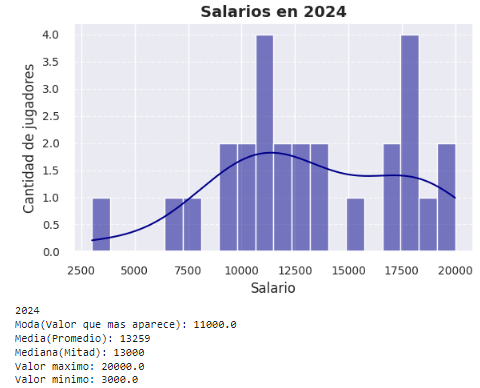 Salarios en 2024
4.0
3.5
3.0
2.5
2.0
1.5
1.0
0.5
0.0
Cantidad de jugadores
2500 5000 7500 10000 12500 15000 17500 20000
Salario
2024
Moda(Valor que mas aparece): 11000.0
Media(Promedio): 13259
Mediana(Mitad): 13000
Valor maximo: 20000.0
Valor minimo: 3000.0